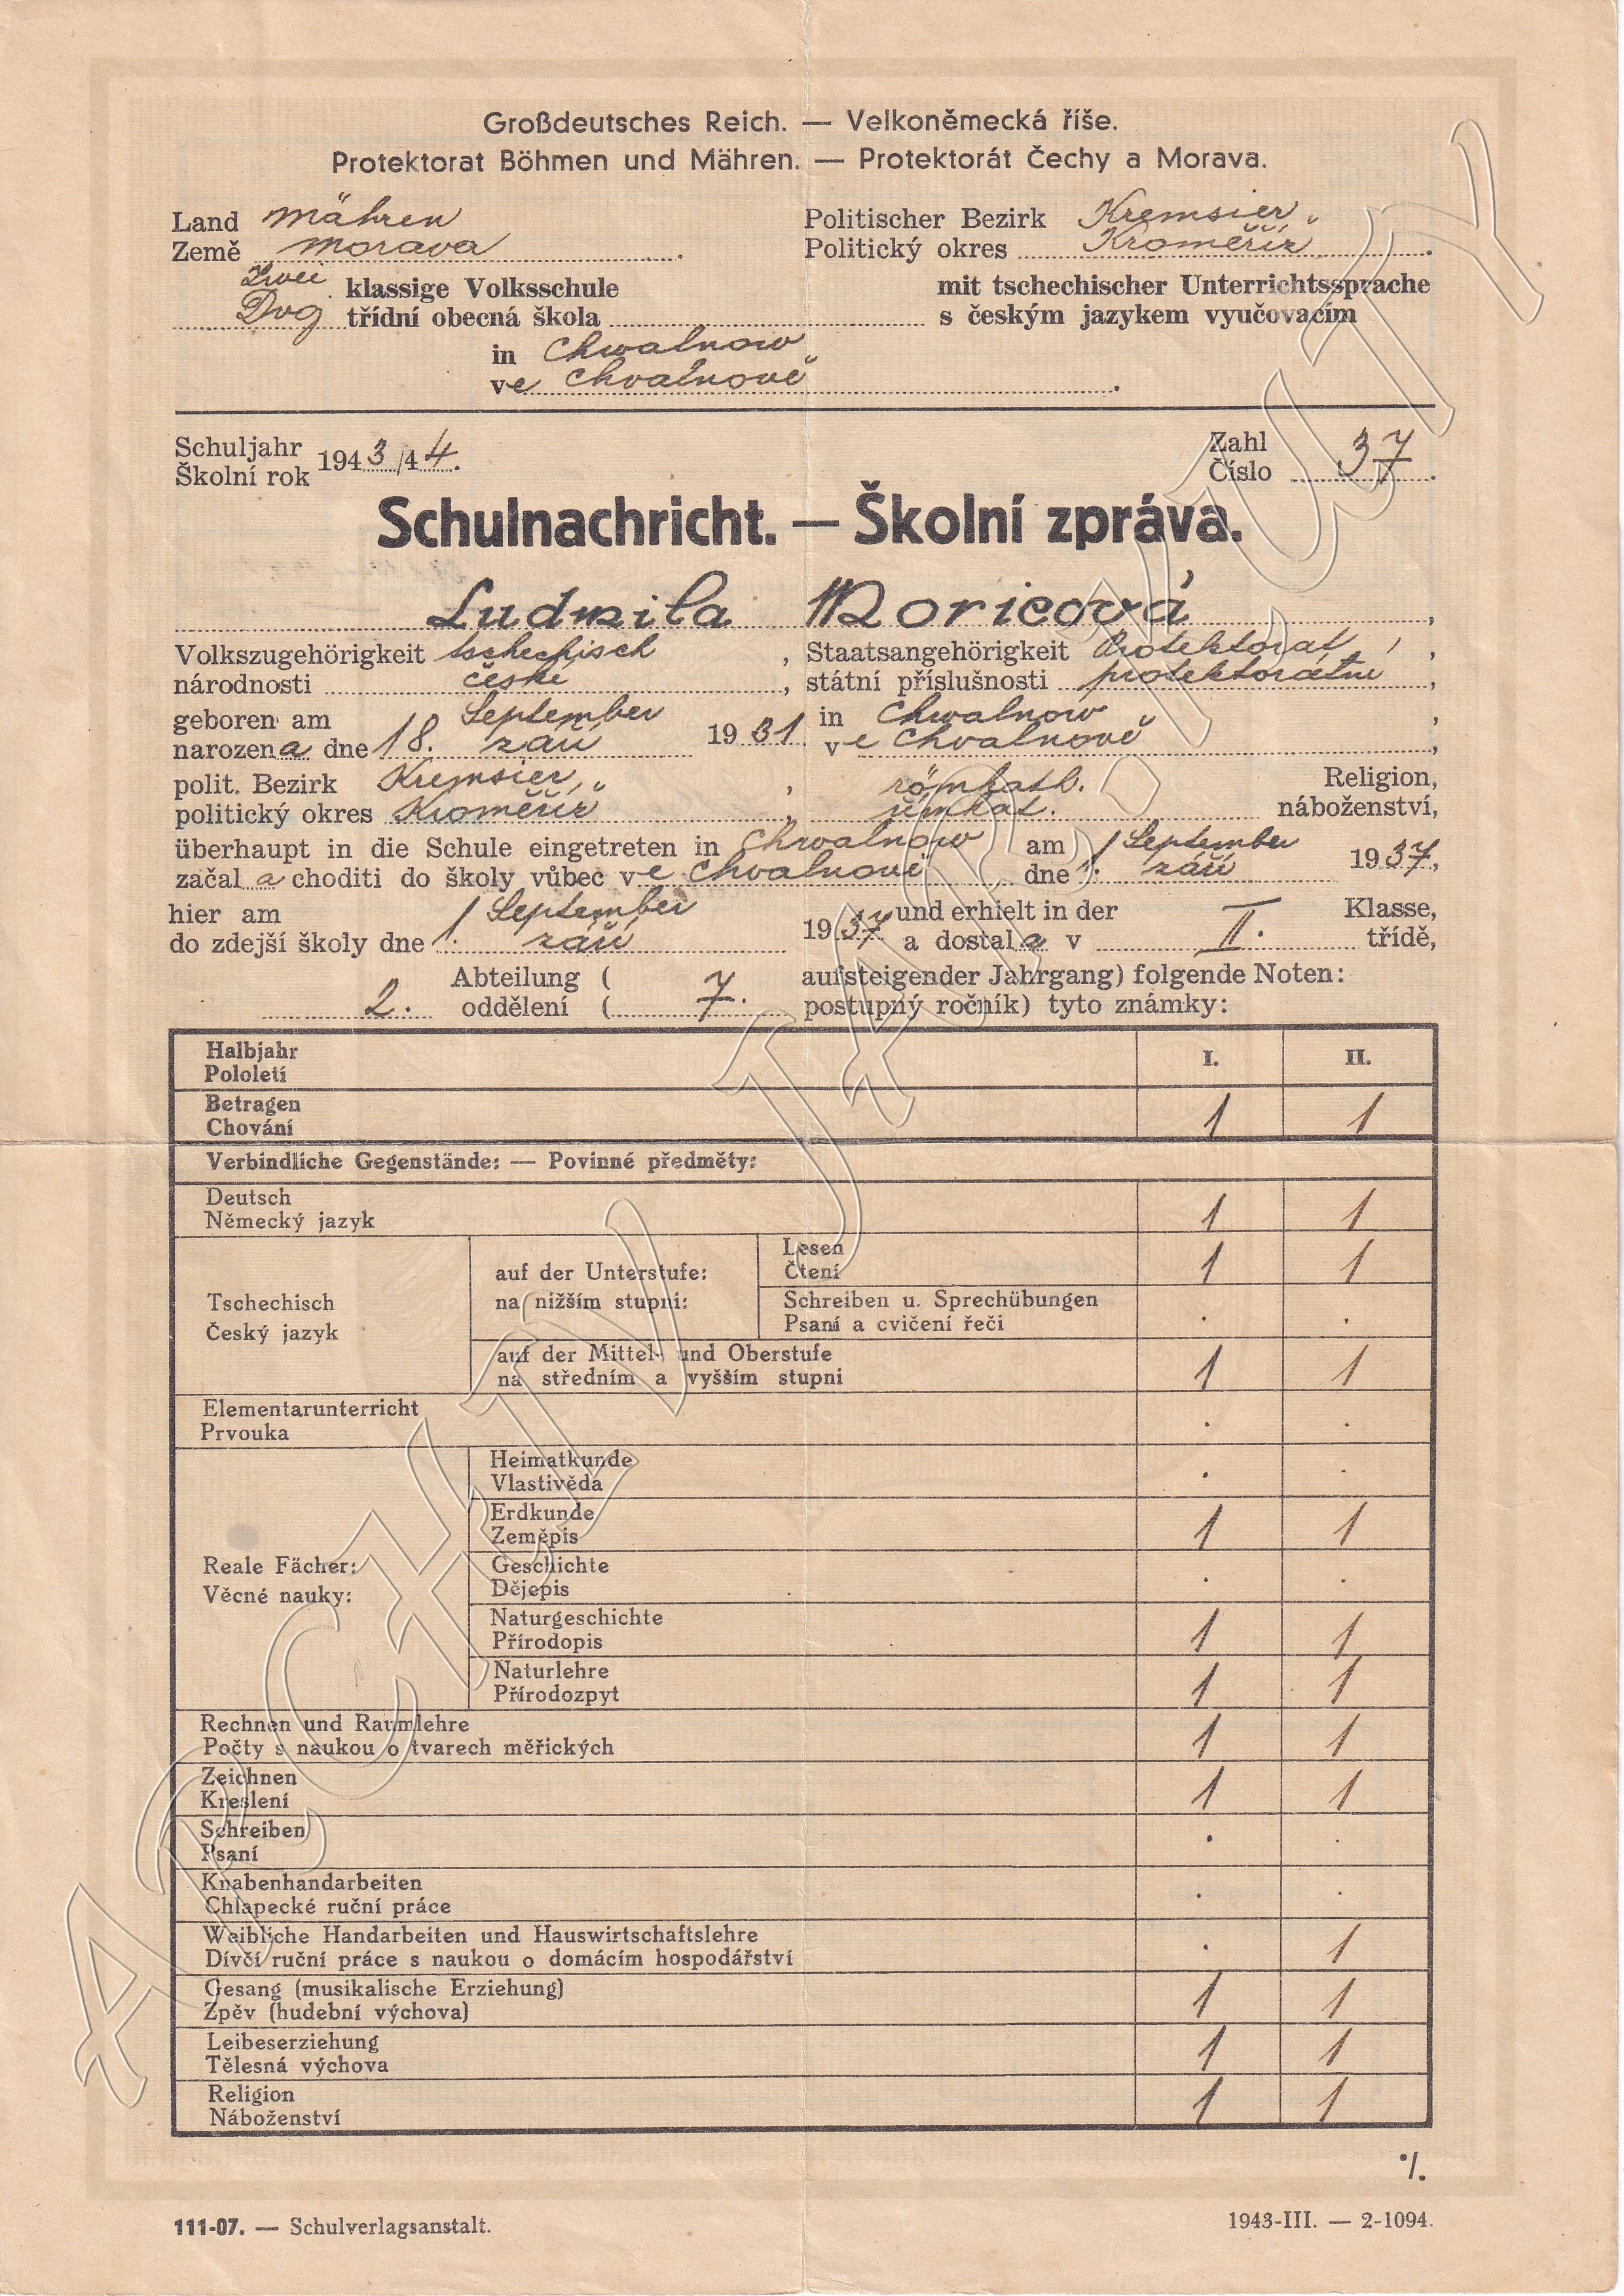 Großdeutsches Reich. — Velkoněmecká říše.
Protektorat Böhmen und Mähren. — Protektorát Čechy a Morava.
Land Mähren Politischer Bezirk Kremsier,
Země Morava. Politický okres Kroměříž.
Zwei klassige Volksschule mit tschechischer Unterrichtssprache
Dvoj třídní obecná škola s českým jazykem vyučovacím
in Chwalnow
ve Chvalnově.
Schuljahr Zahl
Školní rok 1943/44. Číslo 37.
Schulnachricht. — Školní zpráva.
Ludmila Moricová,
Volkszugehörigkeit tschechisch, Staatsangehörigkeit Protektorat,
národnosti české, státní příslušnosti protektorátní,
geboren am September in Chwalnow,
narozena dne 18. září 1931 ve Chvalnově,
polit. Bezirk Kremsier, römkath. Religion,
politický okres Kroměříž, římkat. náboženství,
überhaupt in die Schule eingetreten in Chwalnow am September
začala choditi do školy vůbec ve Chvalnově dne 1. září 1937,
hier am September und erhielt in der Klasse,
do zdejší školy dne 1. září 1937 a dostala v II. třídě,
Abteilung ( aufsteigender Jahrgang) folgende Noten:
2. oddělení ( 7. postupný ročník) tyto známky:
Halbjahr I. II.
Pololetí
Betragen 1 1
Chování
Verbindliche Gegenstände: — Povinné předměty:
Deutsch 1 1
Německý jazyk
Tschechisch
Český jazyk
auf der Unterstufe:
na nižším stupni:
Lesen 1 1
Čtení
Schreiben u. Sprechübungen . .
Psaní a cvičení řeči
auf der Mittel- und Oberstufe 1 1
na středním a vyšším stupni
Elementarunterricht . .
Prvouka
Reale Fächer:
Věcné nauky:
Heimatkunde . .
Vlastivěda
Erdkunde 1 1
Zeměpis
Geschichte . .
Dějepis
Naturgeschichte 1 1
Přírodopis
Naturlehre 1 1
Přírodozpyt
Rechnen und Raumlehre 1 1
Počty s naukou o tvarech měřických
Zeichnen 1 1
Kreslení
Schreiben . .
Psaní
Knabenhandarbeiten . .
Chlapecké ruční práce
Weibliche Handarbeiten und Hauswirtschaftslehre . 1
Dívčí ruční práce s naukou o domácím hospodářství
Gesang (musikalische Erziehung) 1 1
Zpěv (hudební výchova)
Leibeserziehung 1 1
Tělesná výchova
Religion 1 1
Náboženství
./.
111-07. — Schulverlagsanstalt. 1943-III. — 2-1094.